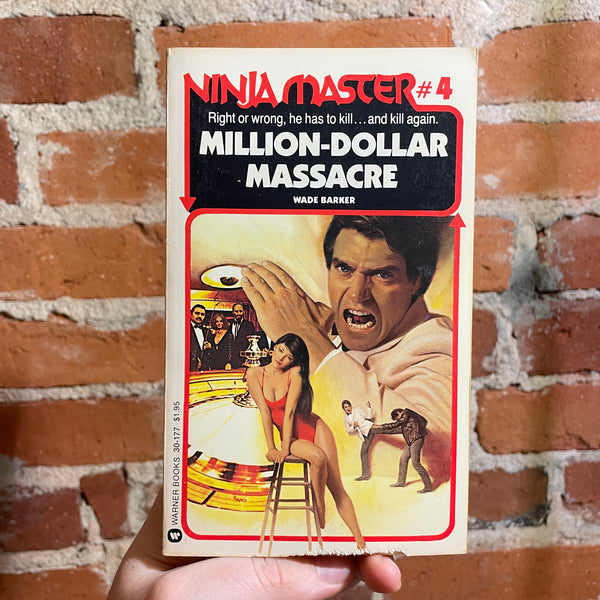 NINJA MASTER #4
Right or wrong, he has to kill...and kill again.
MILLION-DOLLAR
MASSACRE
WADE BARKER
WARNER BOOKS 30-177 $1.95